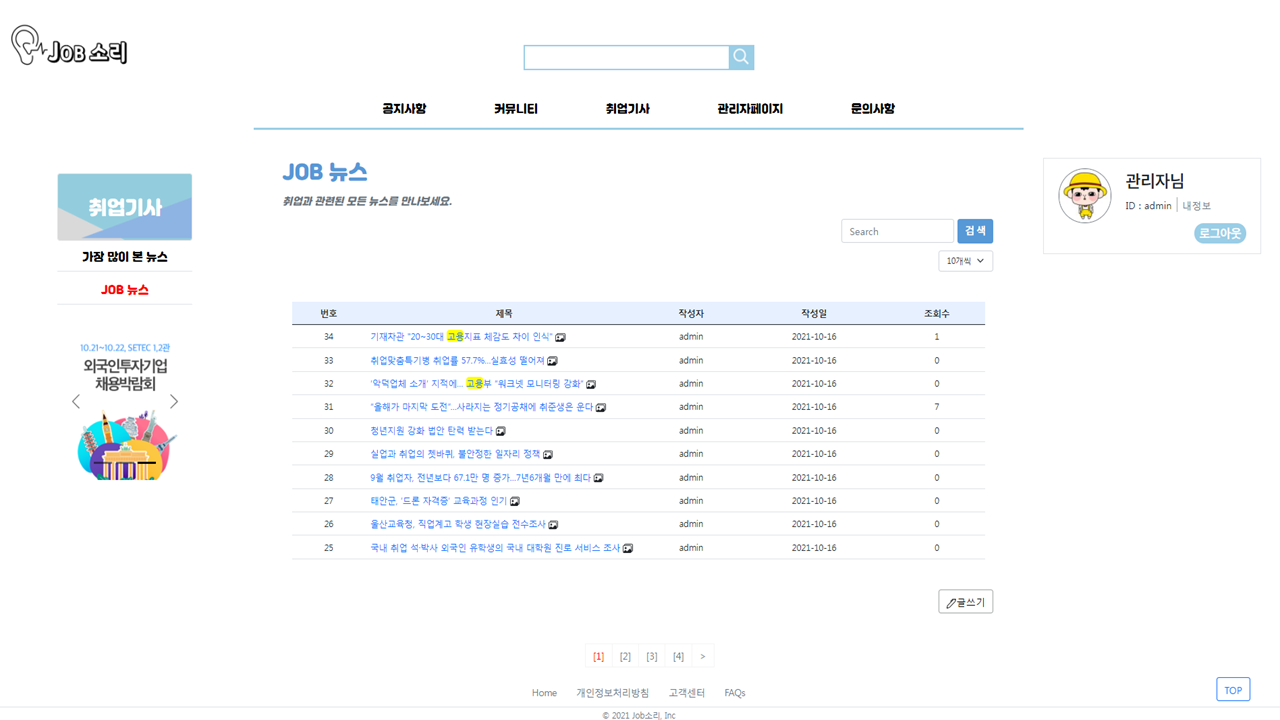 JOB 소리
공지사항 커뮤니티 취업기사 관리자페이지 문의사항
취업기사
가장 많이 본 뉴스
JOB 뉴스
10.21~10.22, SETEC 1,2관
외국인투자기업
채용박람회
JOB 뉴스
취업과 관련된 모든 뉴스를 만나보세요.
Search 검색
10개씩
번호 제목 작성자 작성일 조회수
34 기재차관 "20~30대 고용지표 체감도 차이 인식" admin 2021-10-16 1
33 취업맞춤특기병 취업률 57.7%...실효성 떨어져 admin 2021-10-16 0
32 '악덕업체 소개' 지적에... 고용부 "워크넷 모니터링 강화" admin 2021-10-16 0
31 "올해가 마지막 도전"...사라지는 정기공채에 취준생은 운다 admin 2021-10-16 7
30 청년지원 강화 법안 탄력 받는다 admin 2021-10-16 0
29 실업과 취업의 쳇바퀴, 불안정한 일자리 정책 admin 2021-10-16 0
28 9월 취업자, 전년보다 67.1만 명 증가...7년6개월 만에 최다 admin 2021-10-16 0
27 태안군, '드론 자격증' 교육과정 인기 admin 2021-10-16 0
26 울산교육청, 직업계고 학생 현장실습 전수조사 admin 2021-10-16 0
25 국내 취업 석·박사 외국인 유학생의 국내 대학원 진로 서비스 조사 admin 2021-10-16 0
글쓰기
[1] [2] [3] [4] >
관리자님
ID : admin 내정보
로그아웃
Home 개인정보처리방침 고객센터 FAQs
TOP
© 2021 Job소리, Inc